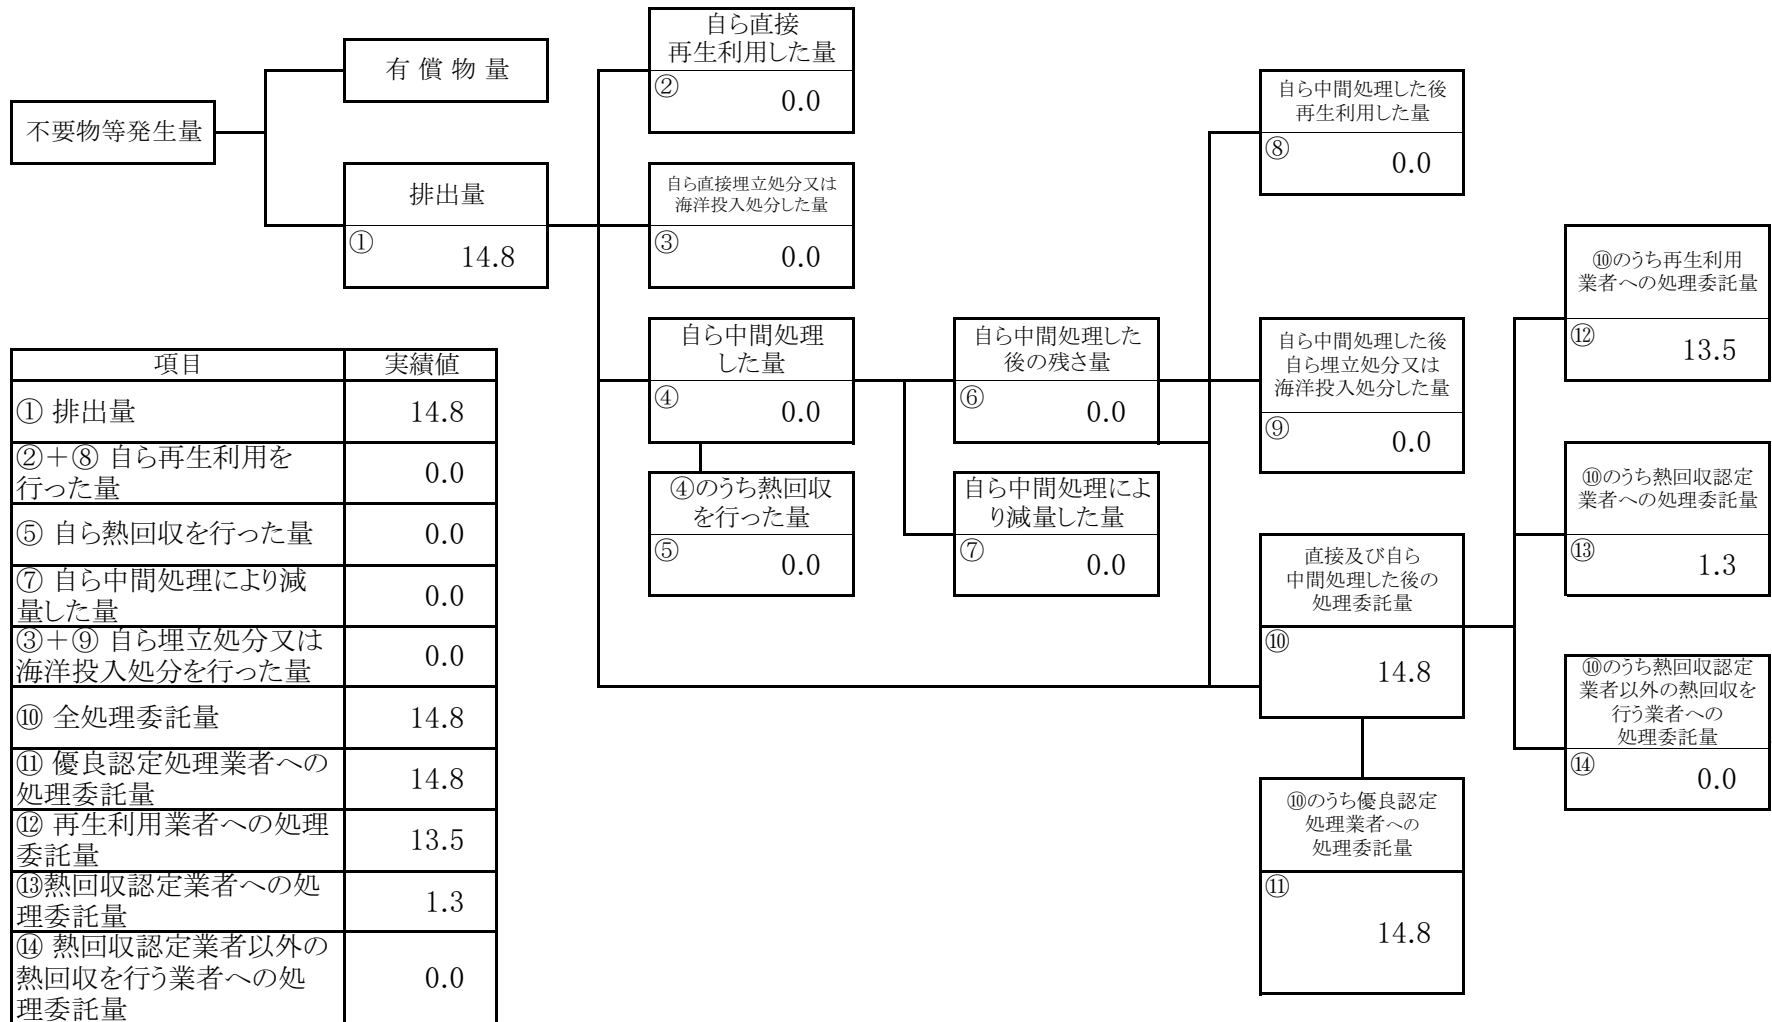 不要物等発生量
有 償 物 量
排出量
①
14.8
自ら直接
再生利用した量
②
0.0
自ら直接埋立処分又は
海洋投入処分した量
③
0.0
自ら中間処理
した量
④
0.0
④のうち熱回収
を行った量
⑤
0.0
自ら中間処理した
後の残さ量
⑥
0.0
自ら中間処理によ
り減量した量
⑦
0.0
自ら中間処理した後
再生利用した量
⑧
0.0
自ら中間処理した後
自ら埋立処分又は
海洋投入処分した量
⑨
0.0
直接及び自ら
中間処理した後の
処理委託量
⑩
14.8
⑩のうち優良認定
処理業者への
処理委託量
⑪
14.8
⑩のうち再生利用
業者への処理委託量
⑫
13.5
⑩のうち熱回収認定
業者への処理委託量
⑬
1.3
⑩のうち熱回収認定
業者以外の熱回収を
行う業者への
処理委託量
⑭
0.0
項目 実績値
① 排出量 14.8
②＋⑧ 自ら再生利用を
行った量 0.0
⑤ 自ら熱回収を行った量 0.0
⑦ 自ら中間処理により減
量した量 0.0
③＋⑨ 自ら埋立処分又は
海洋投入処分を行った量 0.0
⑩ 全処理委託量 14.8
⑪ 優良認定処理業者への
処理委託量 14.8
⑫ 再生利用業者への処理
委託量 13.5
⑬熱回収認定業者への処
理委託量 1.3
⑭ 熱回収認定業者以外の
熱回収を行う業者への処
理委託量 0.0